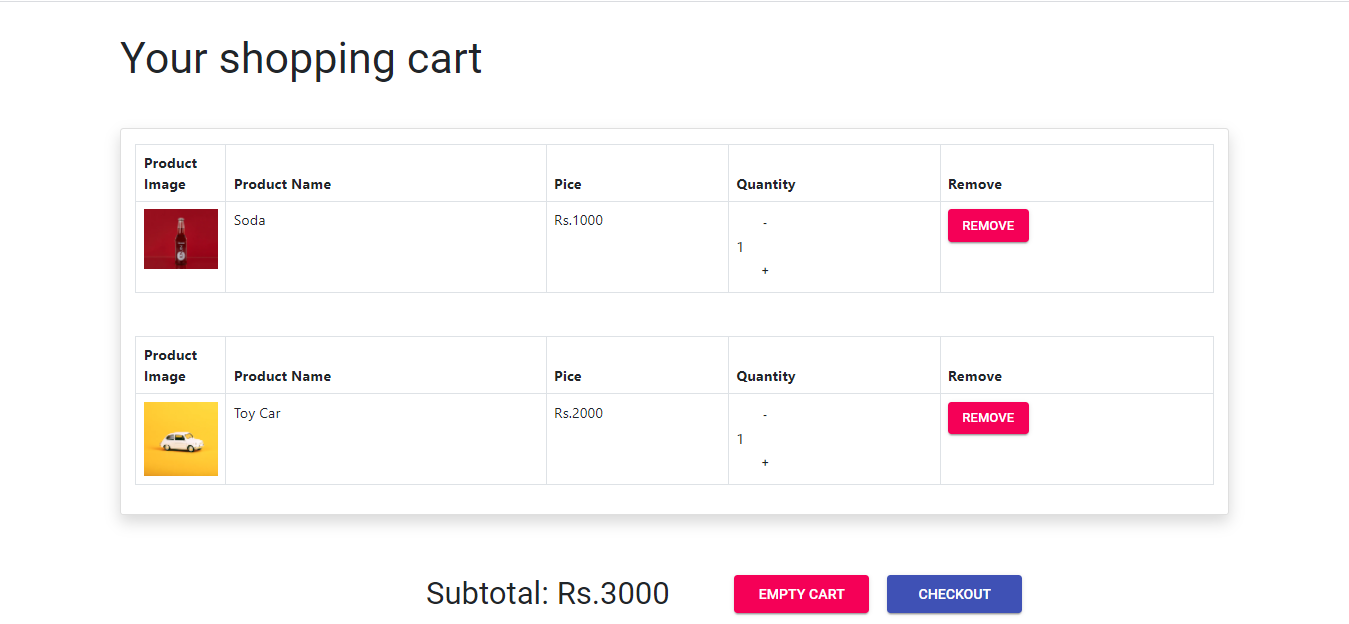 Your shopping cart
Product
Image Product Name Pice Quantity Remove
Soda Rs.1000 - REMOVE
1
+
Product
Image Product Name Pice Quantity Remove
Toy Car Rs.2000 - REMOVE
1
+
Subtotal: Rs.3000 EMPTY CART CHECKOUT